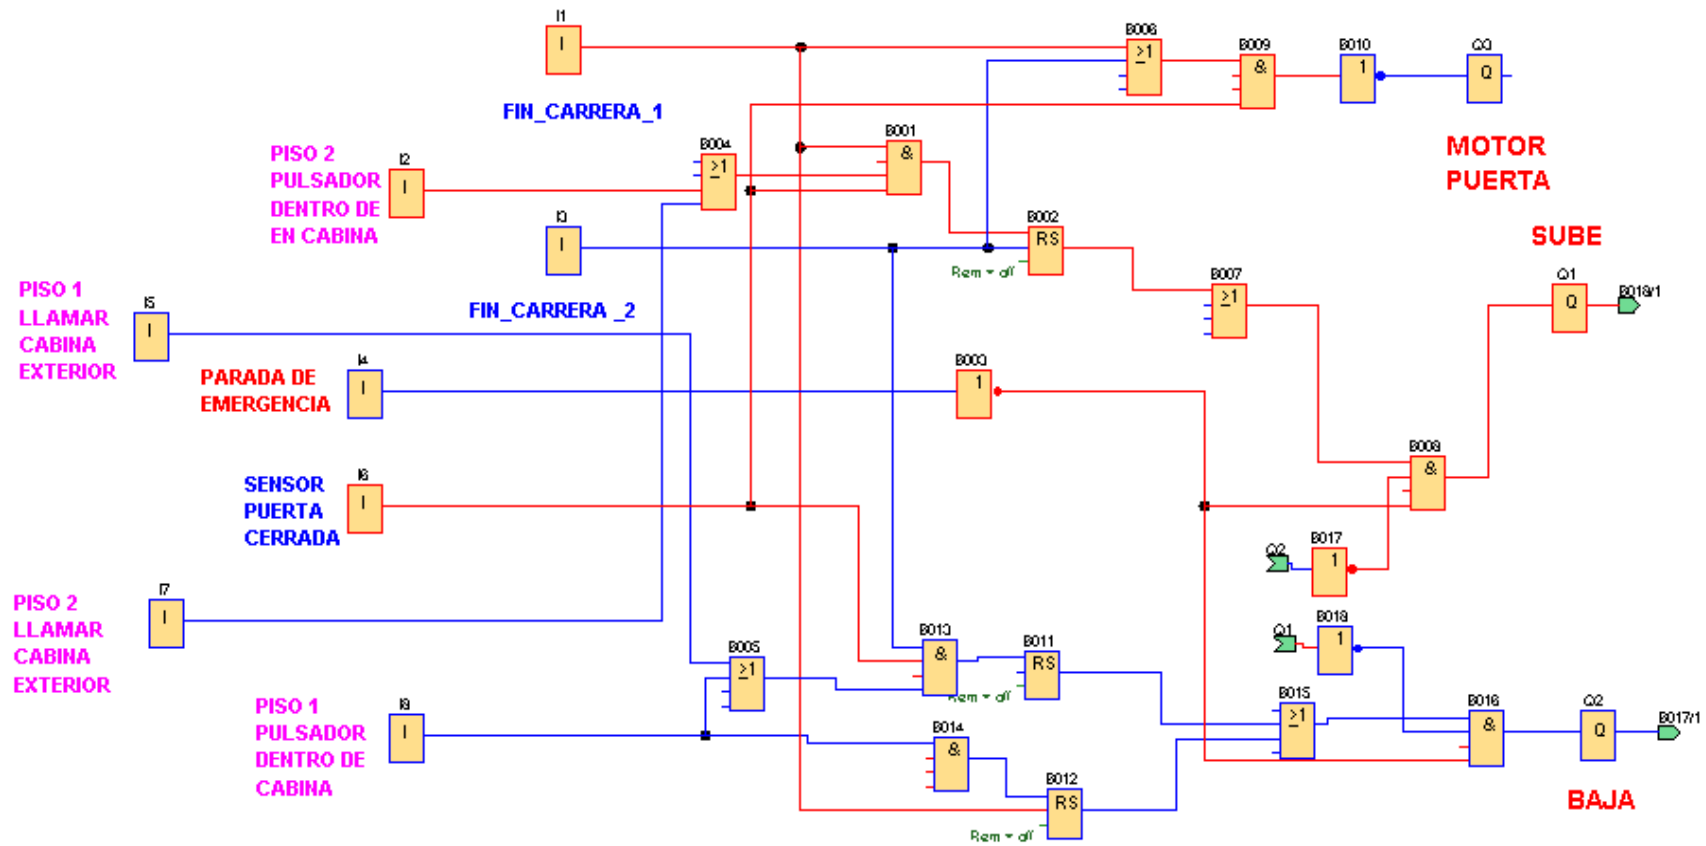 I1
I
FIN_CARRERA_1
B006
>1
B009
&
B010
1
Q3
Q
MOTOR
PUERTA
PISO 2
PULSADOR
DENTRO DE
EN CABINA
I2
I
B004
>1
B001
&
I3
I
FIN_CARRERA _2
B002
RS
Rem = off
SUBE
B007
>1
Q1
Q
B018/1
PISO 1
LLAMAR
CABINA
EXTERIOR
I5
I
PARADA DE
EMERGENCIA
I4
I
B003
1
B008
&
SENSOR
PUERTA
CERRADA
I6
I
Q2
B017
1
Q1
B018
1
PISO 2
LLAMAR
CABINA
EXTERIOR
I7
I
B005
>1
B013
&
B011
RS
Rem = off
PISO 1
PULSADOR
DENTRO DE
CABINA
I8
I
B014
&
B012
RS
Rem = off
B015
>1
B016
&
Q2
Q
B017/1
BAJA